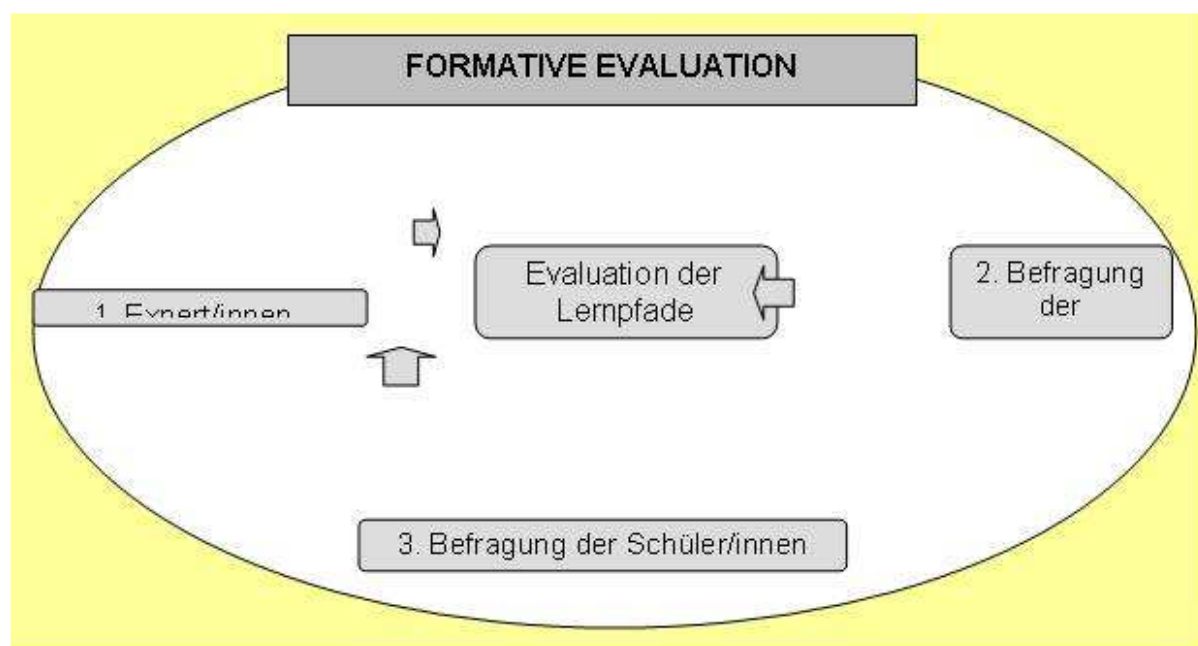 FORMATIVE EVALUATION
Evaluation der
Lernpfade
1. Expert/innen
2. Befragung
der
3. Befragung der Schüler/innen